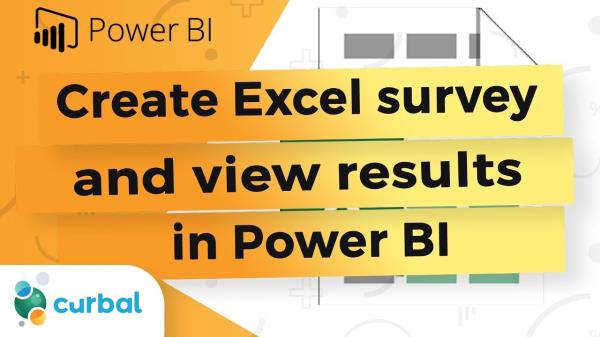 Power BI
Create Excel survey
and view results
in Power BI
curbal